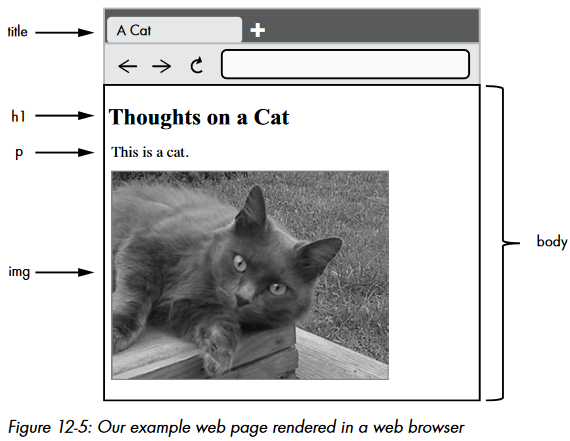 title
A Cat
h1
Thoughts on a Cat
p
This is a cat.
img
body
Figure 12-5: Our example web page rendered in a web browser